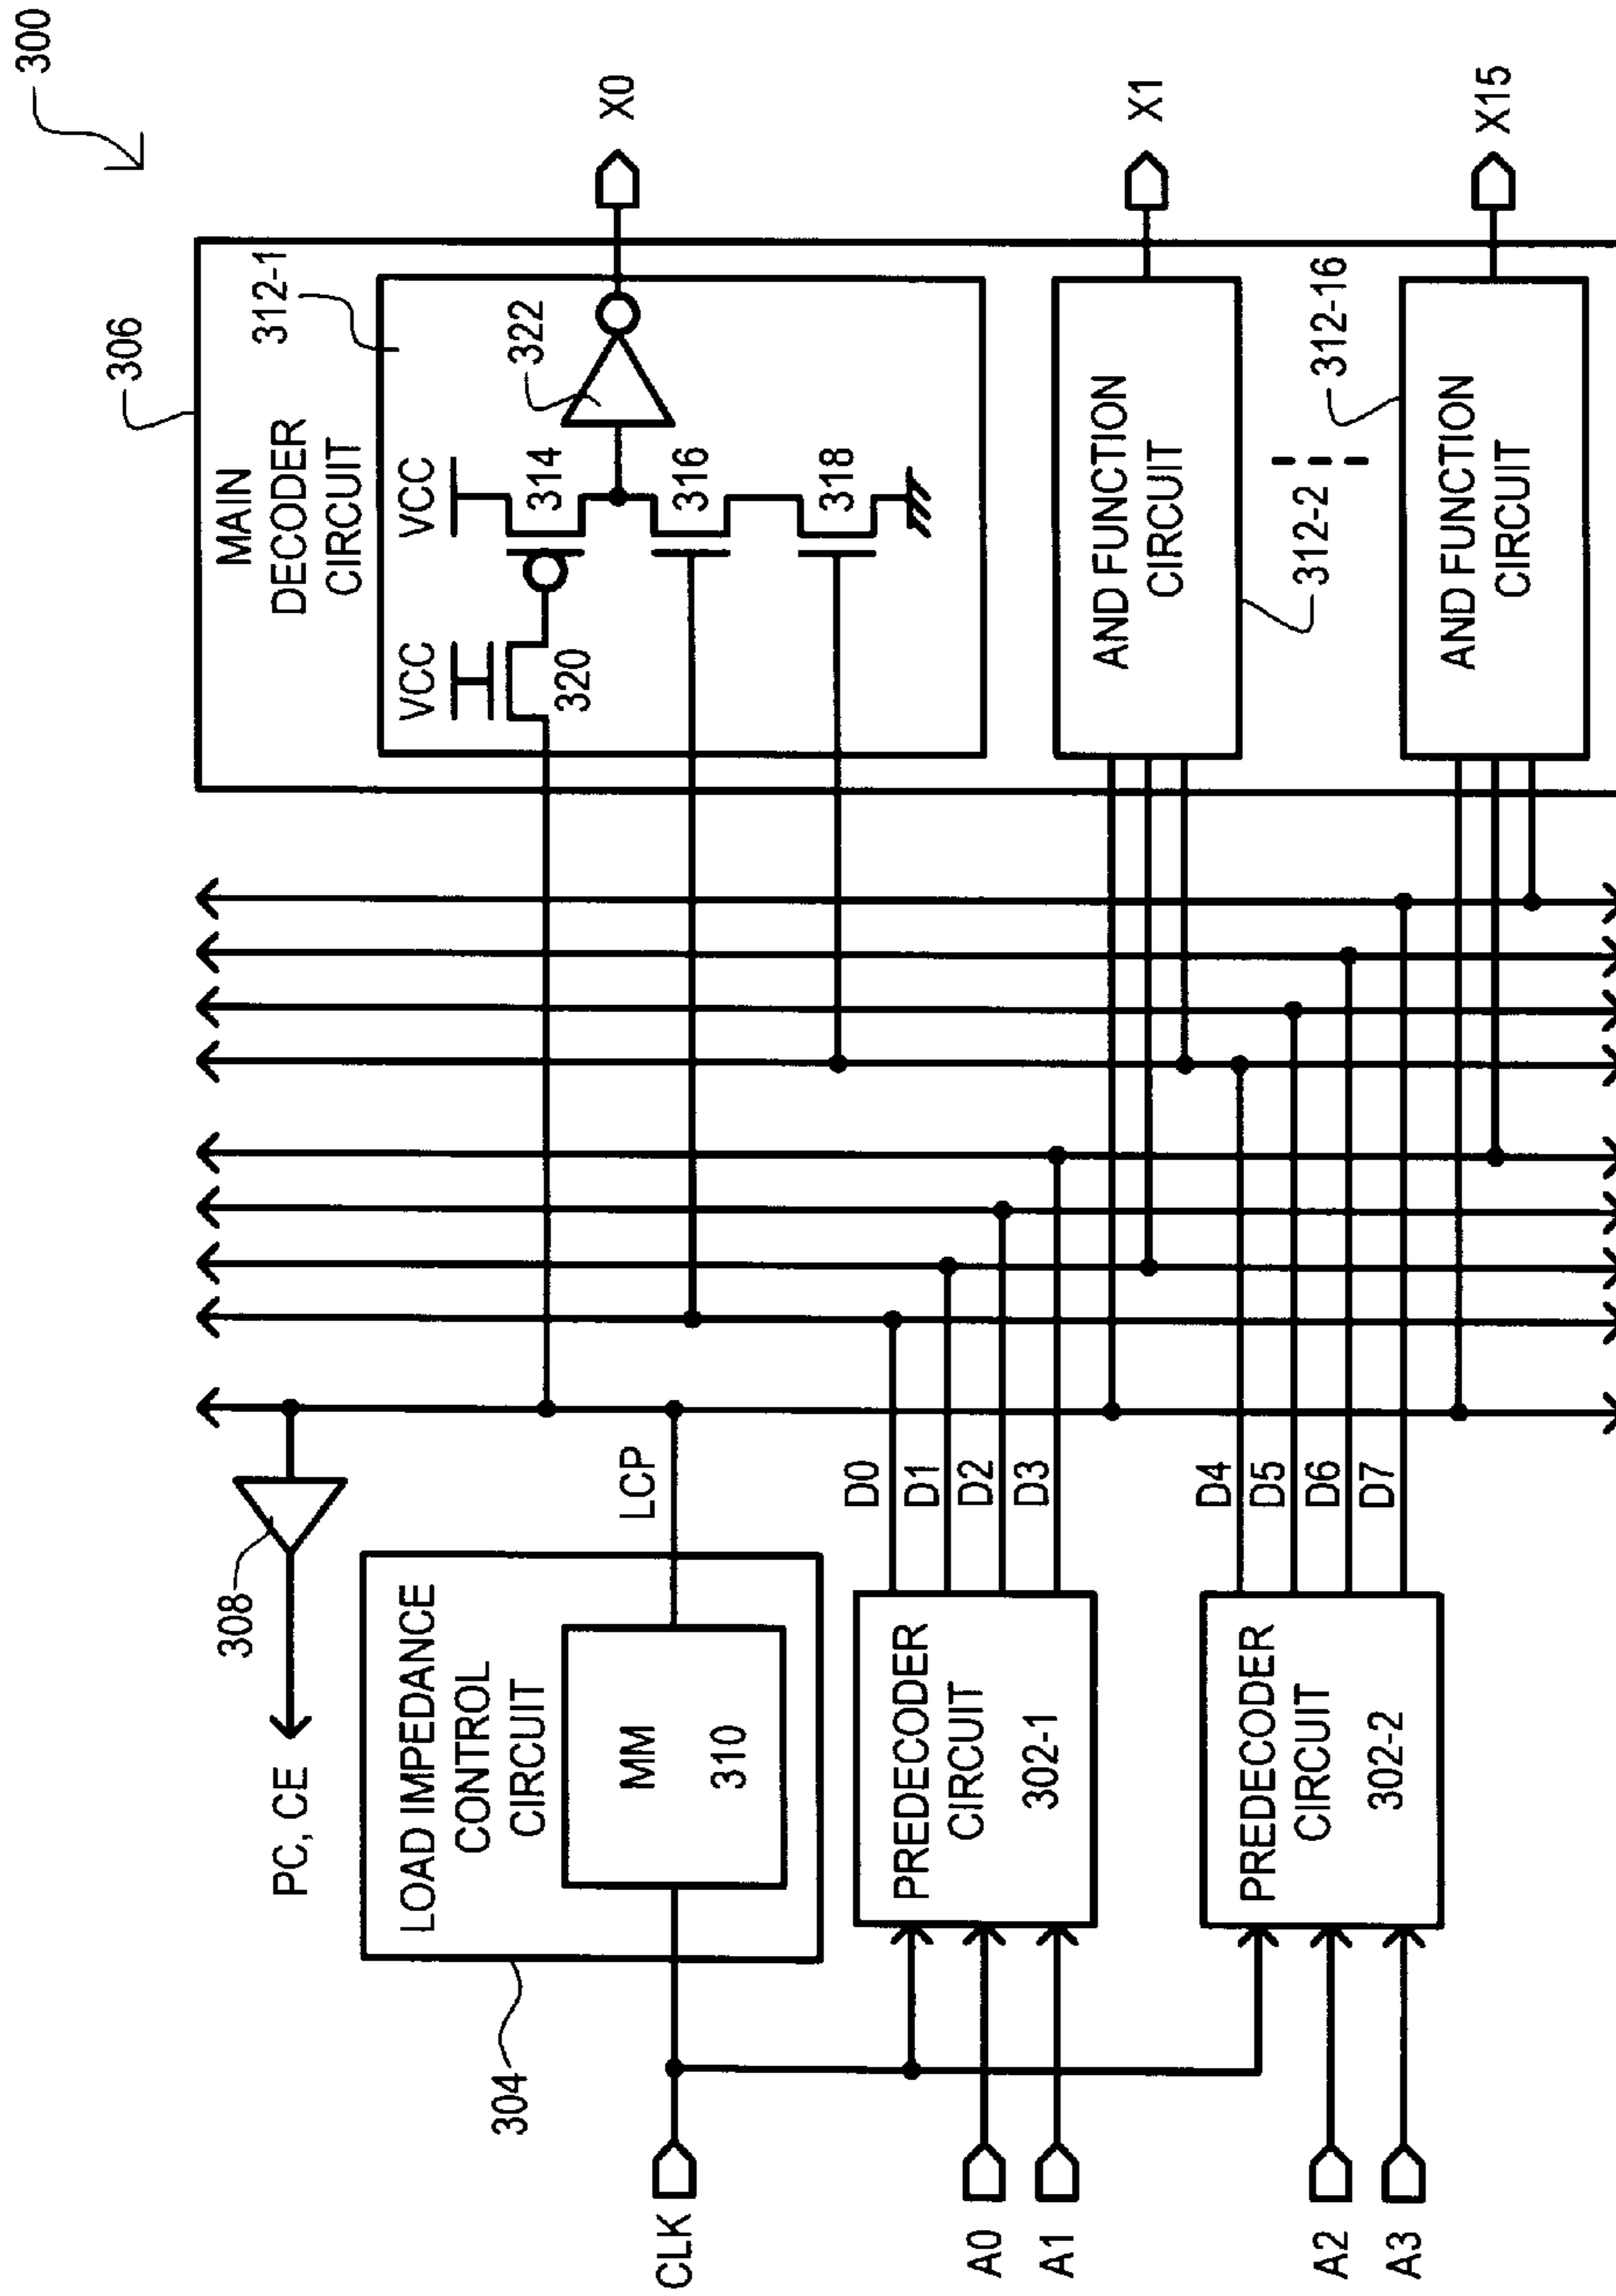 300
306
MAIN
DECODER
CIRCUIT
312-1
VCC
VCC
314
320
322
316
318
X0
AND FUNCTION
CIRCUIT
312-2
X1
AND FUNCTION
CIRCUIT
312-16
X15
308
PC, CE
LOAD IMPEDANCE
CONTROL
CIRCUIT
MM
310
304
LCP
CLK
PREDECODER
CIRCUIT
302-1
D0
D1
D2
D3
A0
A1
PREDECODER
CIRCUIT
302-2
D4
D5
D6
D7
A2
A3